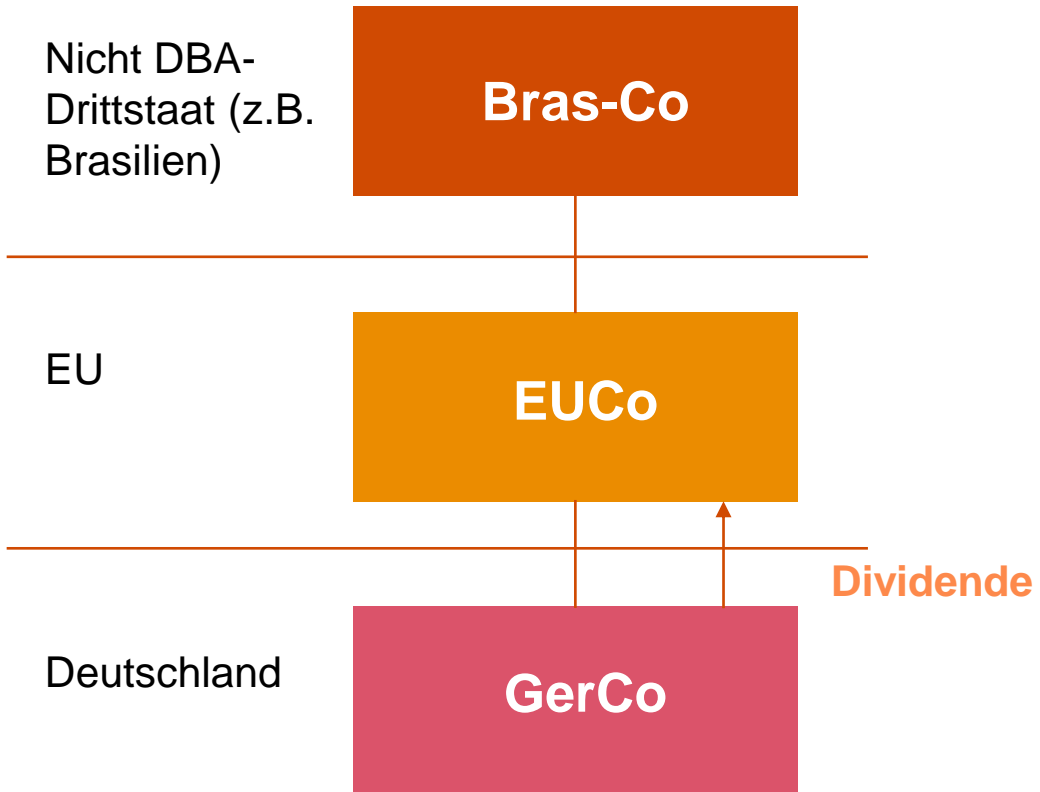 Nicht DBA-
Drittstaat (z.B.
Brasilien)
Bras-Co
EU
EUCo
Dividende
Deutschland
GerCo